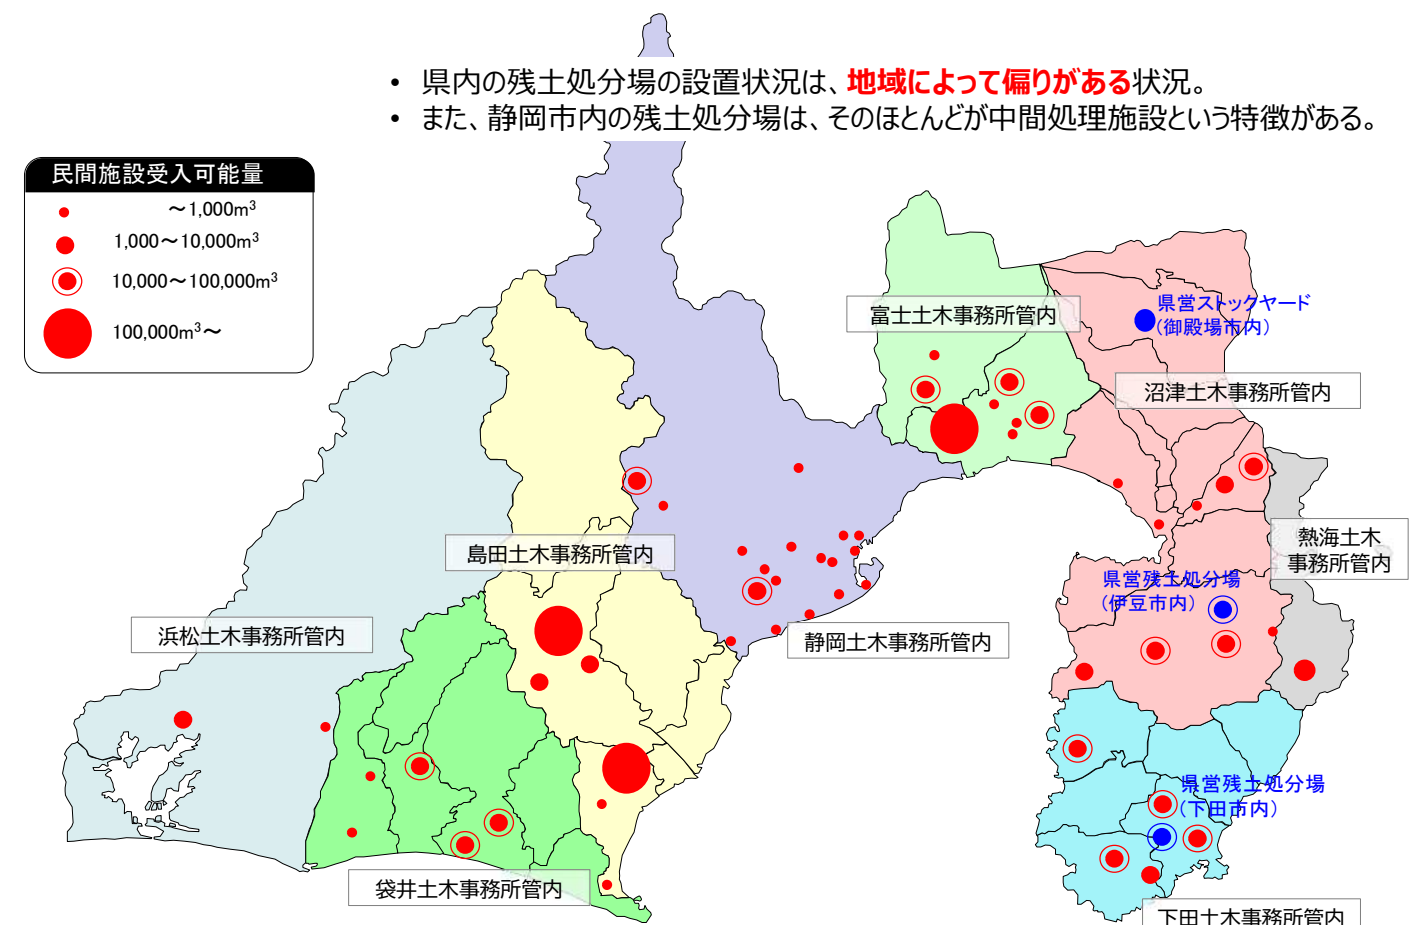 • 県内の残土処分場の設置状況は、地域によって偏りがある状況。
• また、静岡市内の残土処分場は、そのほとんどが中間処理施設という特徴がある。
民間施設受入可能量
～1,000m³
1,000～10,000m³
10,000～100,000m³
100,000m³～
富士土木事務所管内
県営ストックヤード
(御殿場市内)
沼津土木事務所管内
熱海土木
事務所管内
島田土木事務所管内
県営残土処分場
(伊豆市内)
浜松土木事務所管内
静岡土木事務所管内
県営残土処分場
(下田市内)
袋井土木事務所管内
下田土木事務所管内